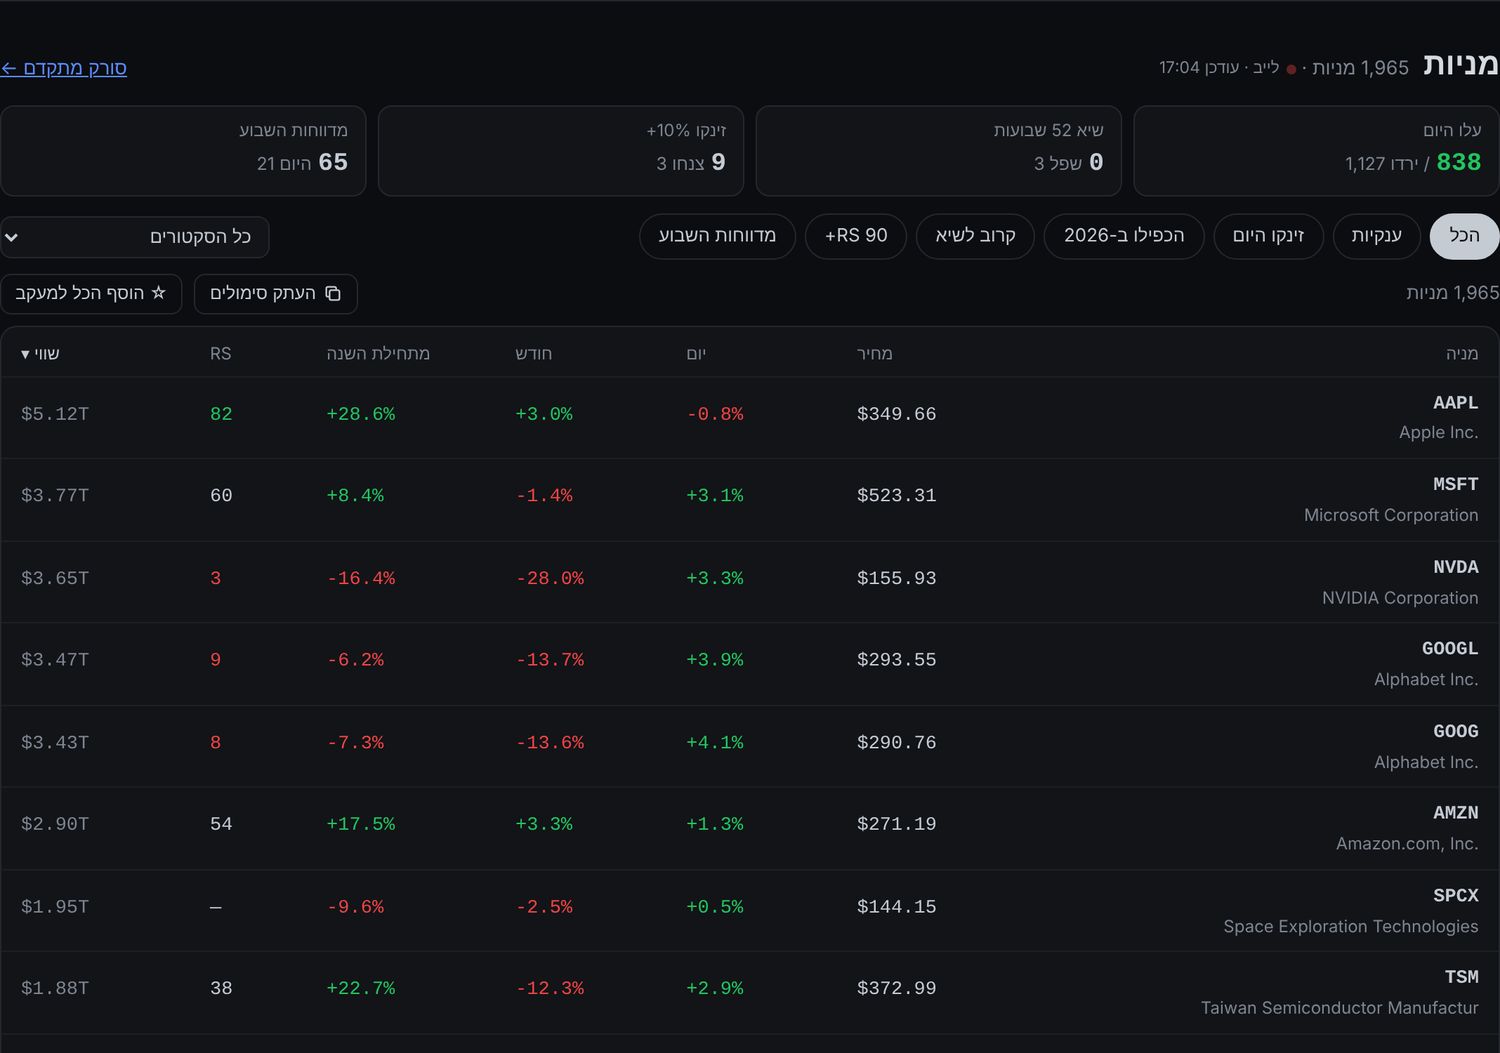 מניות 1,965 מניות · ● לייב · עודכן 17:04
סורק מתקדם ←
עלו היום
838 / ירדו 1,127
שיא 52 שבועות
0 שפל 3
זינקו 10%+
9 צנחו 3
מדווחות השבוע
65 היום 21
הכל
ענקיות
זינקו היום
הכפילו ב-2026
קרוב לשיא
RS 90+
מדווחות השבוע
כל הסקטורים
1,965 מניות
העתק סימולים
☆ הוסף הכל למעקב
מניה מחיר יום חודש מתחילת השנה RS שווי ▼
AAPL $349.66 -0.8% +3.0% +28.6% 82 $5.12T
Apple Inc.
MSFT $523.31 +3.1% -1.4% +8.4% 60 $3.77T
Microsoft Corporation
NVDA $155.93 +3.3% -28.0% -16.4% 3 $3.65T
NVIDIA Corporation
GOOGL $293.55 +3.9% -13.7% -6.2% 9 $3.47T
Alphabet Inc.
GOOG $290.76 +4.1% -13.6% -7.3% 8 $3.43T
Alphabet Inc.
AMZN $271.19 +1.3% +3.3% +17.5% 54 $2.90T
Amazon.com, Inc.
SPCX $144.15 +0.5% -2.5% -9.6% — $1.95T
Space Exploration Technologies
TSM $372.99 +2.9% -12.3% +22.7% 38 $1.88T
Taiwan Semiconductor Manufactur